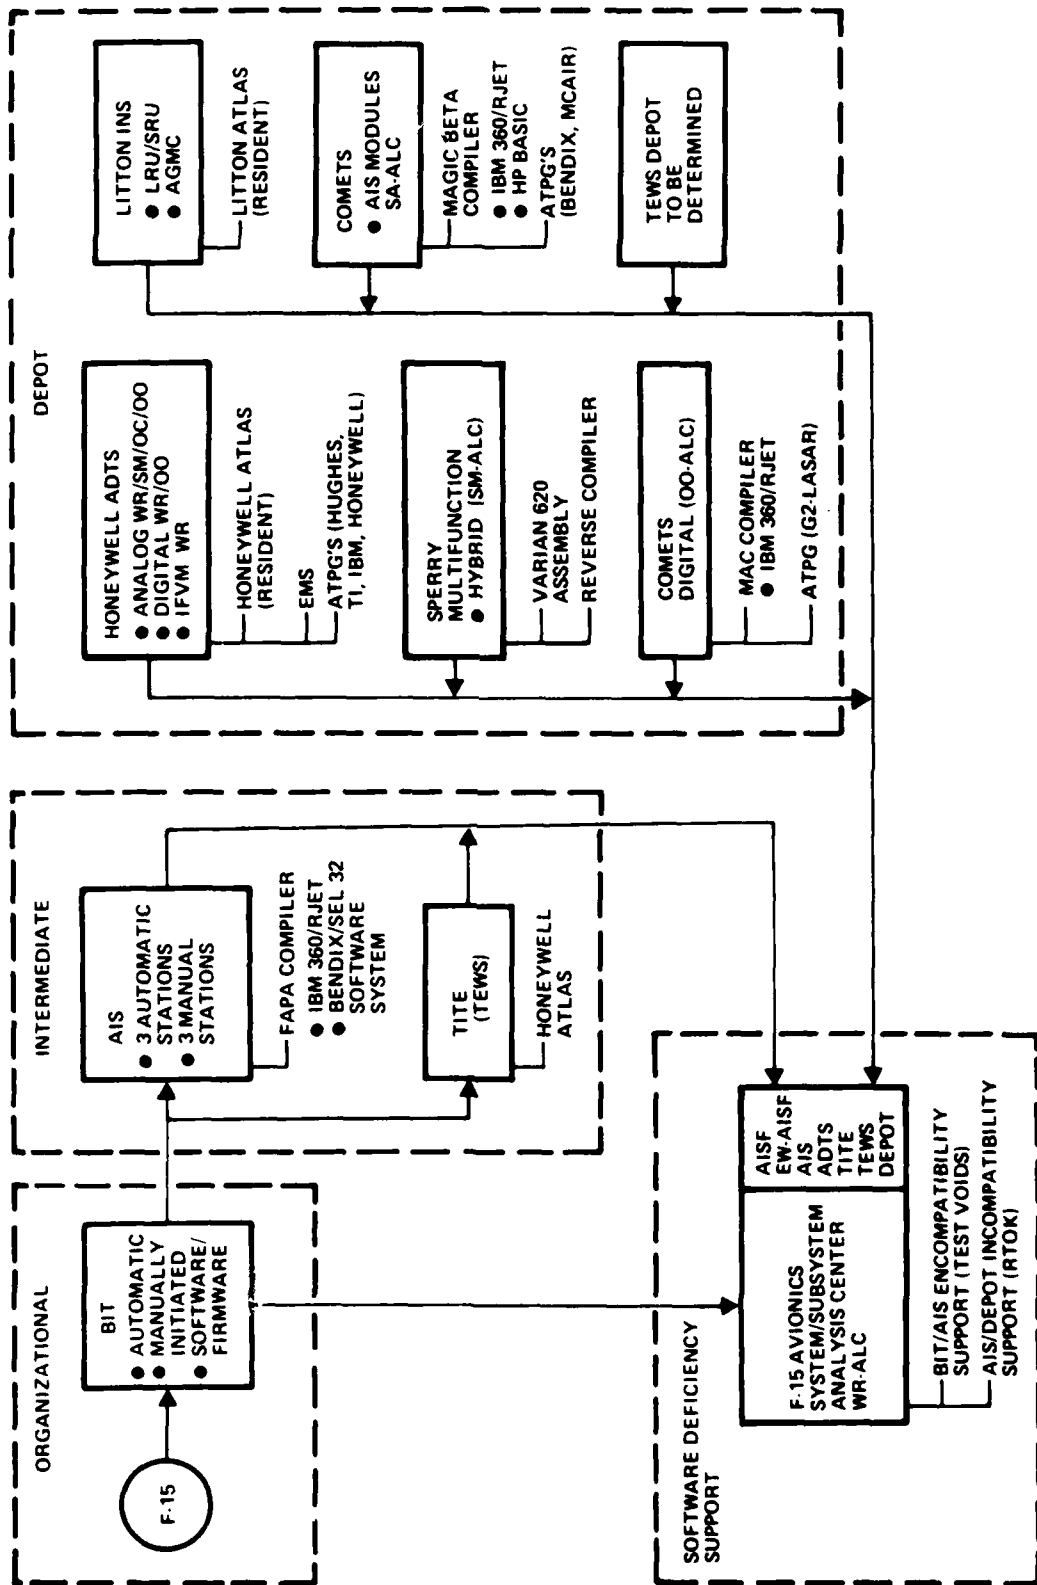 ORGANIZATIONAL
F-15
BIT
● AUTOMATIC
● MANUALLY
INITIATED
● SOFTWARE/
FIRMWARE
INTERMEDIATE
AIS
● 3 AUTOMATIC
STATIONS
● 3 MANUAL
STATIONS
FAPA COMPILER
● IBM 360/RJET
● BENDIX/SEL 32
SOFTWARE
SYSTEM
TITE
(TEWS)
HONEYWELL
ATLAS
DEPOT
HONEYWELL ADTS
● ANALOG WR/SM/OC/OO
● DIGITAL WR/OO
● IFVM WR
HONEYWELL ATLAS
(RESIDENT)
EMS
ATPG'S (HUGHES,
TI, IBM, HONEYWELL)
SPERRY
MULTIFUNCTION
● HYBRID (SM-ALC)
VARIAN 620
ASSEMBLY
REVERSE COMPILER
COMETS
DIGITAL (OO-ALC)
MAC COMPILER
● IBM 360/RJET
ATPG (G2-LASAR)
LITTON INS
● LRU/SRU
● AGMC
LITTON ATLAS
(RESIDENT)
COMETS
● AIS MODULES
SA-ALC
MAGIC BETA
COMPILER
● IBM 360/RJET
● HP BASIC
ATPG'S
(BENDIX, MCAIR)
TEWS DEPOT
TO BE
DETERMINED
SOFTWARE DEFICIENCY
SUPPORT
F-15 AVIONICS
SYSTEM/SUBSYSTEM
ANALYSIS CENTER
WR-ALC
AISF
EW-AISF
AIS
ADTS
TITE
TEWS
DEPOT
BIT/AIS ENCOMPATIBILITY
SUPPORT (TEST VOIDS)
AIS/DEPOT INCOMPATIBILITY
SUPPORT (RTOK)